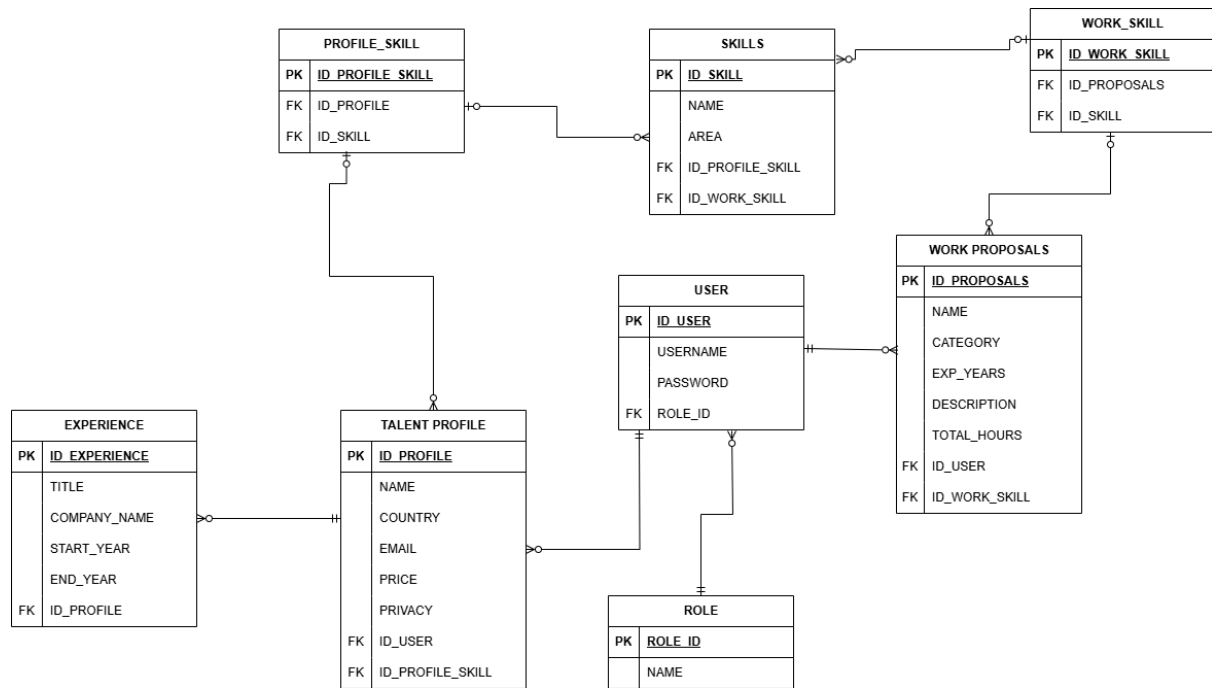 PROFILE_SKILL
PK ID_PROFILE_SKILL
FK ID_PROFILE
FK ID_SKILL
SKILLS
PK ID_SKILL
NAME
AREA
FK ID_PROFILE_SKILL
FK ID_WORK_SKILL
WORK_SKILL
PK ID_WORK_SKILL
FK ID_PROPOSALS
FK ID_SKILL
WORK PROPOSALS
PK ID_PROPOSALS
NAME
CATEGORY
EXP_YEARS
DESCRIPTION
TOTAL_HOURS
FK ID_USER
FK ID_WORK_SKILL
USER
PK ID_USER
USERNAME
PASSWORD
FK ROLE_ID
EXPERIENCE
PK ID_EXPERIENCE
TITLE
COMPANY_NAME
START_YEAR
END_YEAR
FK ID_PROFILE
TALENT PROFILE
PK ID_PROFILE
NAME
COUNTRY
EMAIL
PRICE
PRIVACY
FK ID_USER
FK ID_PROFILE_SKILL
ROLE
PK ROLE_ID
NAME